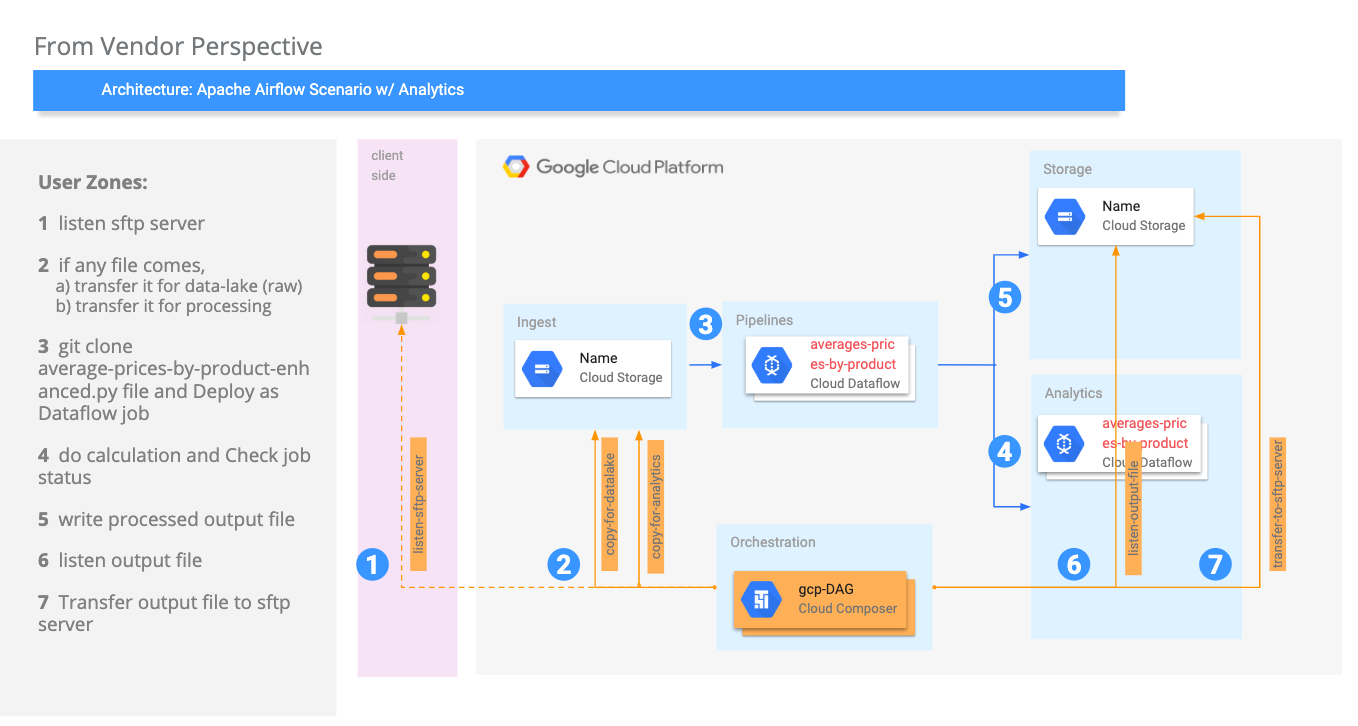 From Vendor Perspective
Architecture: Apache Airflow Scenario w/ Analytics
User Zones:
1 listen sftp server
2 if any file comes,
a) transfer it for data-lake (raw)
b) transfer it for processing
3 git clone
average-prices-by-product-enh
anced.py file and Deploy as
Dataflow job
4 do calculation and Check job
status
5 write processed output file
6 listen output file
7 Transfer output file to sftp
server
client
side
listen-sftp-server
1
Google Cloud Platform
Ingest
Name
Cloud Storage
copy-for-datalake
copy-for-analytics
2
3
Pipelines
averages-pric
es-by-product
Cloud Dataflow
Orchestration
gcp-DAG
Cloud Composer
5
4
Storage
Name
Cloud Storage
Analytics
averages-pric
es-by-product
Cloud Dataflow
listen-output-file
6
7
transfer-to-sftp-server